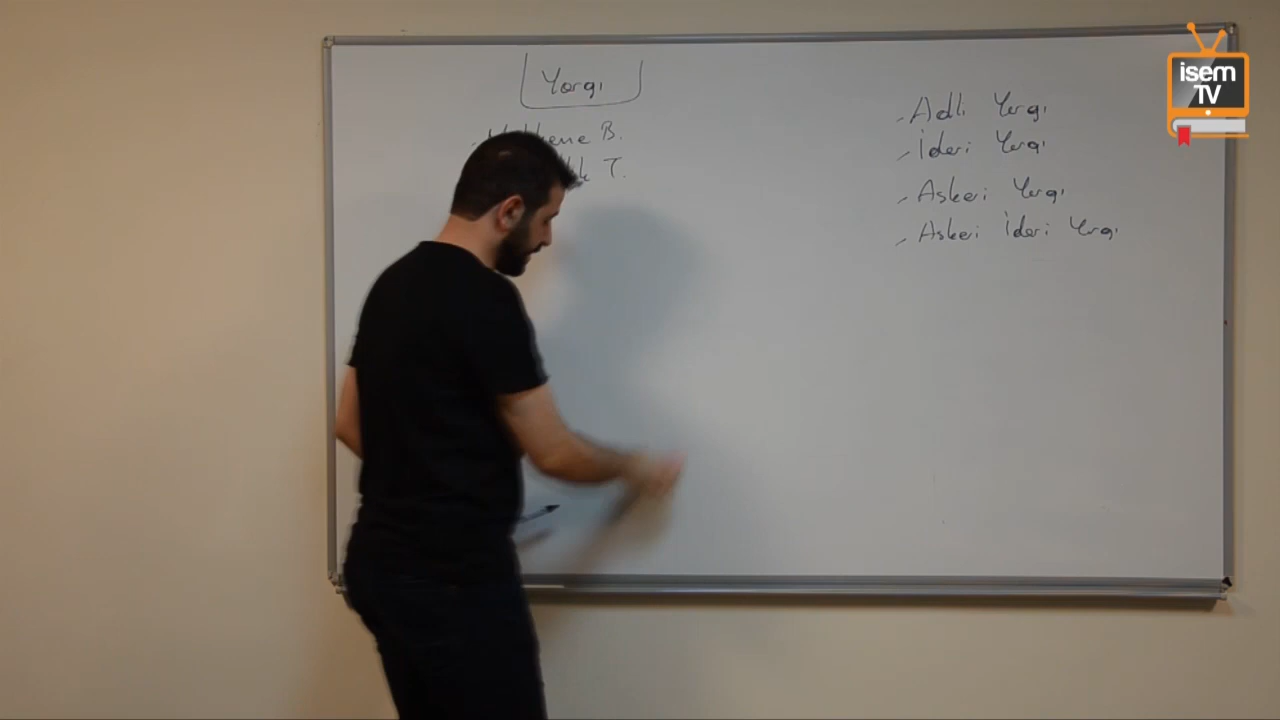 Yargı
B.
T.
- Adli Yargı
- İdari Yargı
- Askeri Yargı
- Askeri İdari Yargı
isem
TV